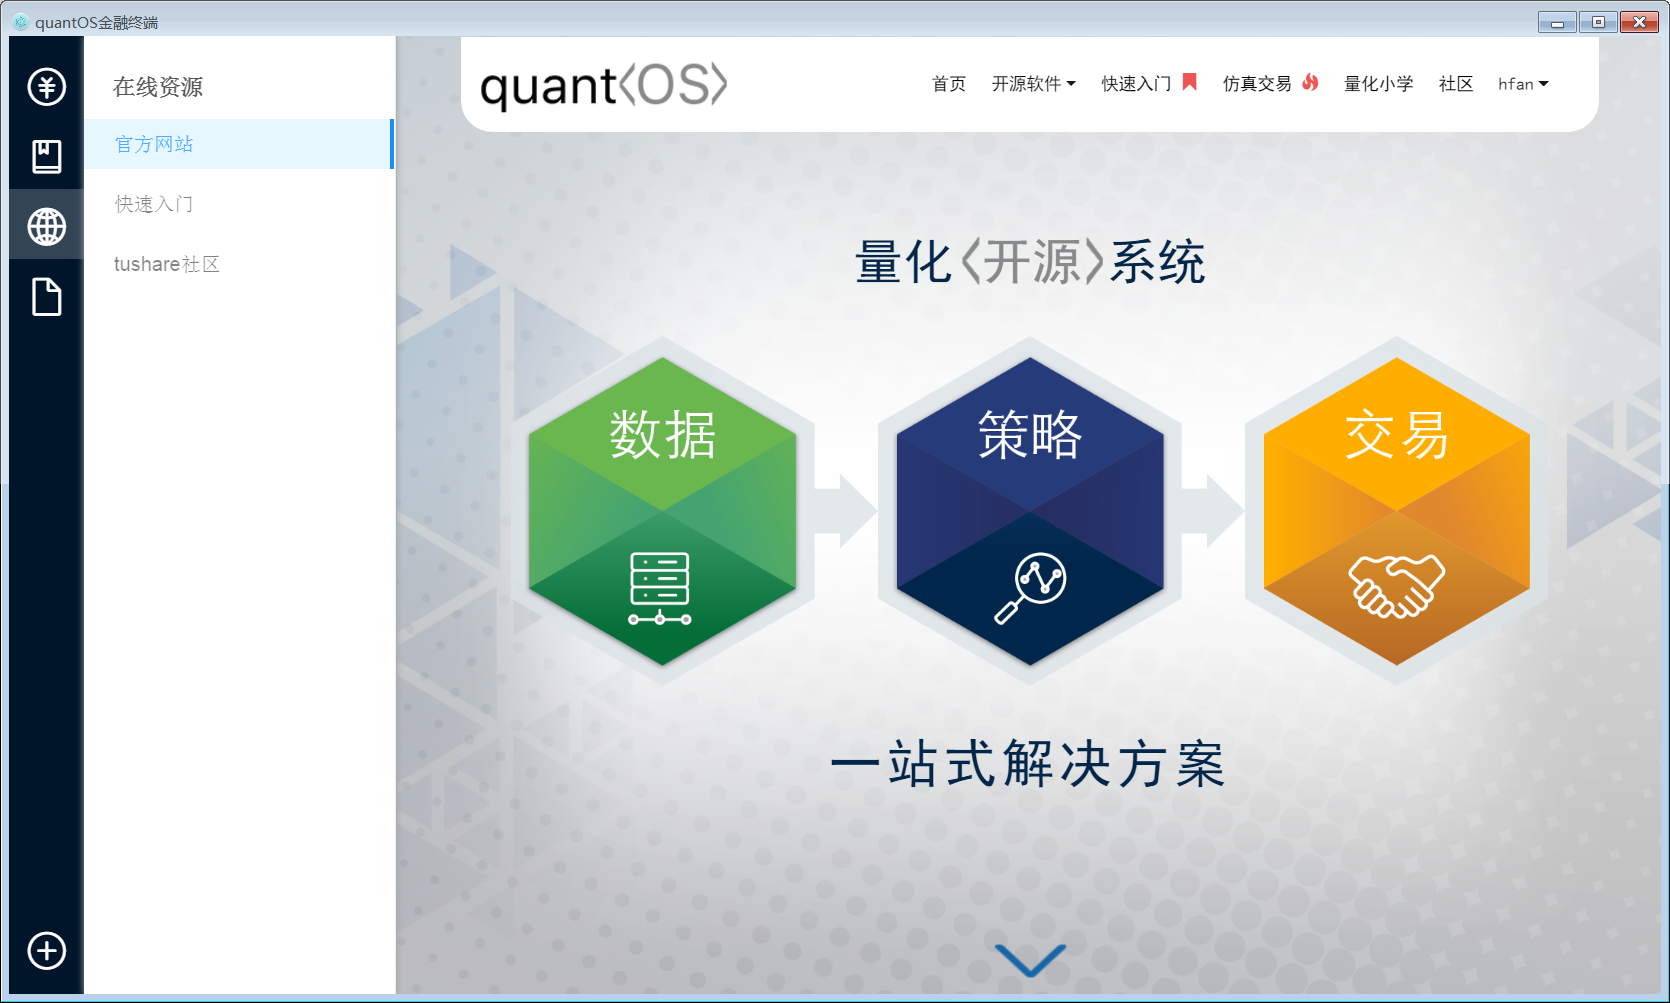 quantOS金融终端
在线资源
官方网站
快速入门
tushare社区
quant<OS>
首页 开源软件 快速入门 仿真交易 量化小学 社区 hfan
量化<开源>系统
数据 策略 交易
一站式解决方案